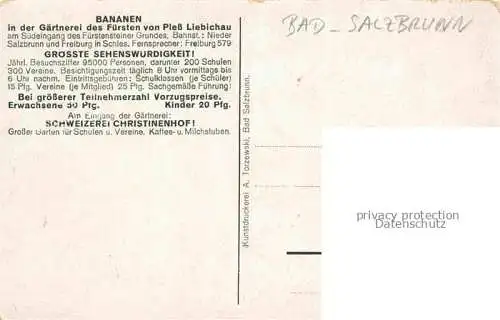 BANANEN
in der Gärtnerei des Fürsten von Pleß Liebichau
am Südeingang des Fürstensteiner Grundes, Bahnst.: Nieder
Salzbrunn und Freiburg in Schles. Fernsprecher: Freiburg 579
GROSSTE SEHENSWURDIGKEIT!
Jährl. Besuchsziffer 95000 Personen, darunter 200 Schulen
300 Vereine. Besichtigungszeit täglich 8 Uhr vormittags bis
6 Uhr nachm. Eintrittsgebühren: Schulklassen (je Schüler)
15 Pfg. Vereine (je Mitglied) 25 Pfg. Sachgemäße Führung!
Bei größerer Teilnehmerzahl Vorzugspreise.
Erwachsene 50 Pfg. Kinder 20 Pfg.
Am Eingang der Gärtnerei:
SCHWEIZEREI CHRISTINENHOF!
Großer Garten für Schulen u. Vereine. Kaffee- u. Milchstuben.
Kunstdruckerei A. Torzewski, Bad Salzbrunn.
BAD - SALZBRUNN
privacy protection
Datenschutz